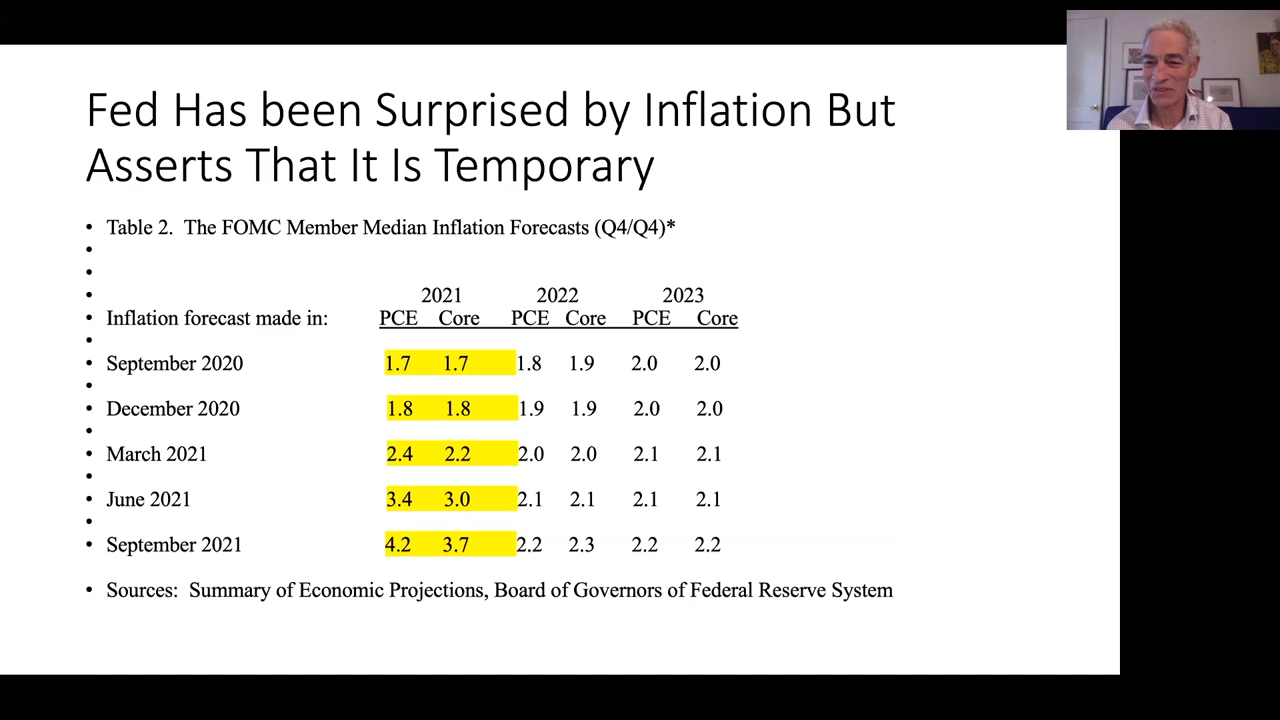 Fed Has been Surprised by Inflation But
Asserts That It Is Temporary
• Table 2. The FOMC Member Median Inflation Forecasts (Q4/Q4)*
•
•
• 2021 2022 2023
• Inflation forecast made in: PCE Core PCE Core PCE Core
•
• September 2020 1.7 1.7 1.8 1.9 2.0 2.0
•
• December 2020 1.8 1.8 1.9 1.9 2.0 2.0
•
• March 2021 2.4 2.2 2.0 2.0 2.1 2.1
•
• June 2021 3.4 3.0 2.1 2.1 2.1 2.1
•
• September 2021 4.2 3.7 2.2 2.3 2.2 2.2
• Sources: Summary of Economic Projections, Board of Governors of Federal Reserve System